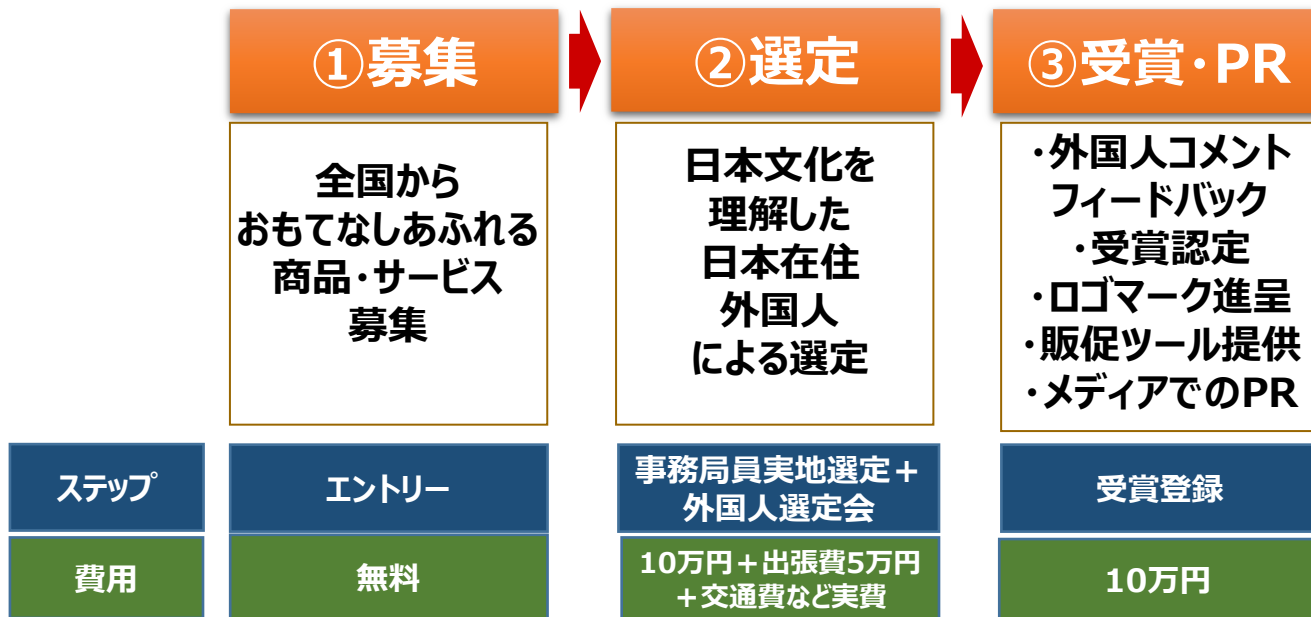 ①募集
②選定
③受賞・PR
全国から
おもてなしあふれる
商品・サービス
募集
日本文化を
理解した
日本在住
外国人
による選定
・外国人コメント
フィードバック
・受賞認定
・ロゴマーク進呈
・販促ツール提供
・メディアでのPR
ステップ
エントリー
事務局員実地選定＋
外国人選定会
受賞登録
費用
無料
10万円＋出張費5万円
＋交通費など実費
10万円